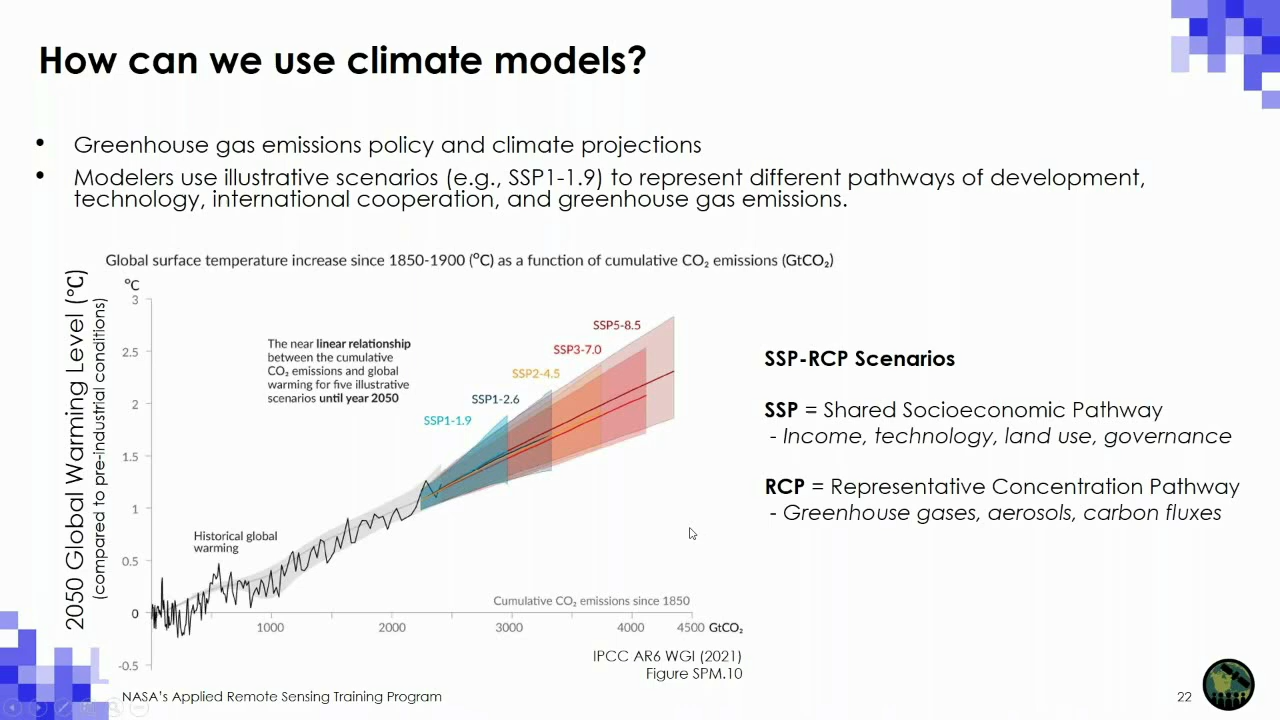 How can we use climate models?
• Greenhouse gas emissions policy and climate projections
• Modelers use illustrative scenarios (e.g., SSP1-1.9) to represent different pathways of development,
technology, international cooperation, and greenhouse gas emissions.
Global surface temperature increase since 1850-1900 (°C) as a function of cumulative CO₂ emissions (GtCO₂)
2050 Global Warming Level (°C)
(compared to pre-industrial conditions)
°C
3
2.5
2
1.5
1
0.5
0
-0.5
The near linear relationship
between the cumulative
CO₂ emissions and global
warming for five illustrative
scenarios until year 2050
SSP5-8.5
SSP3-7.0
SSP2-4.5
SSP1-2.6
SSP1-1.9
Historical global
warming
Cumulative CO₂ emissions since 1850
1000 2000 3000 4000 4500 GtCO₂
IPCC AR6 WGI (2021)
Figure SPM.10
SSP-RCP Scenarios
SSP = Shared Socioeconomic Pathway
- Income, technology, land use, governance
RCP = Representative Concentration Pathway
- Greenhouse gases, aerosols, carbon fluxes
NASA's Applied Remote Sensing Training Program
22